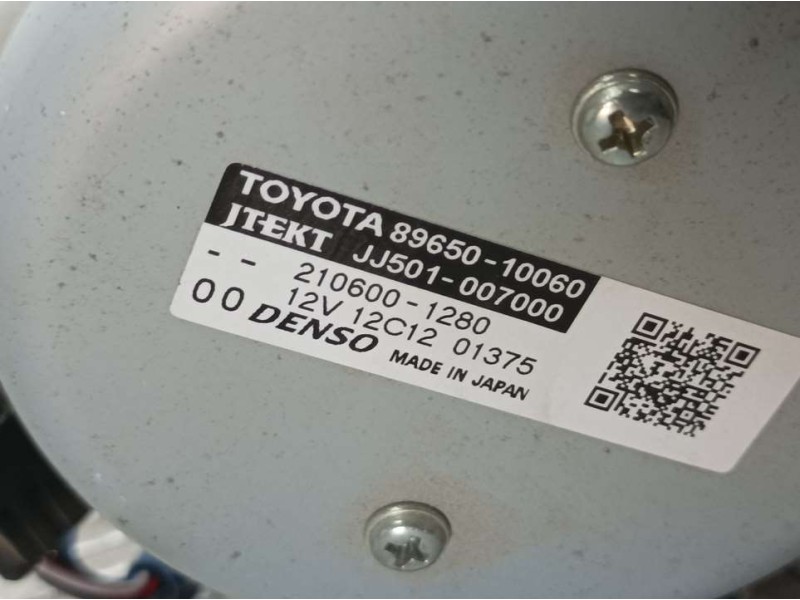 TOYOTA 89650-10060
JTEKT JJ501-007000
-- 210600-1280
12V 12C12 01375
00 DENSO MADE IN JAPAN